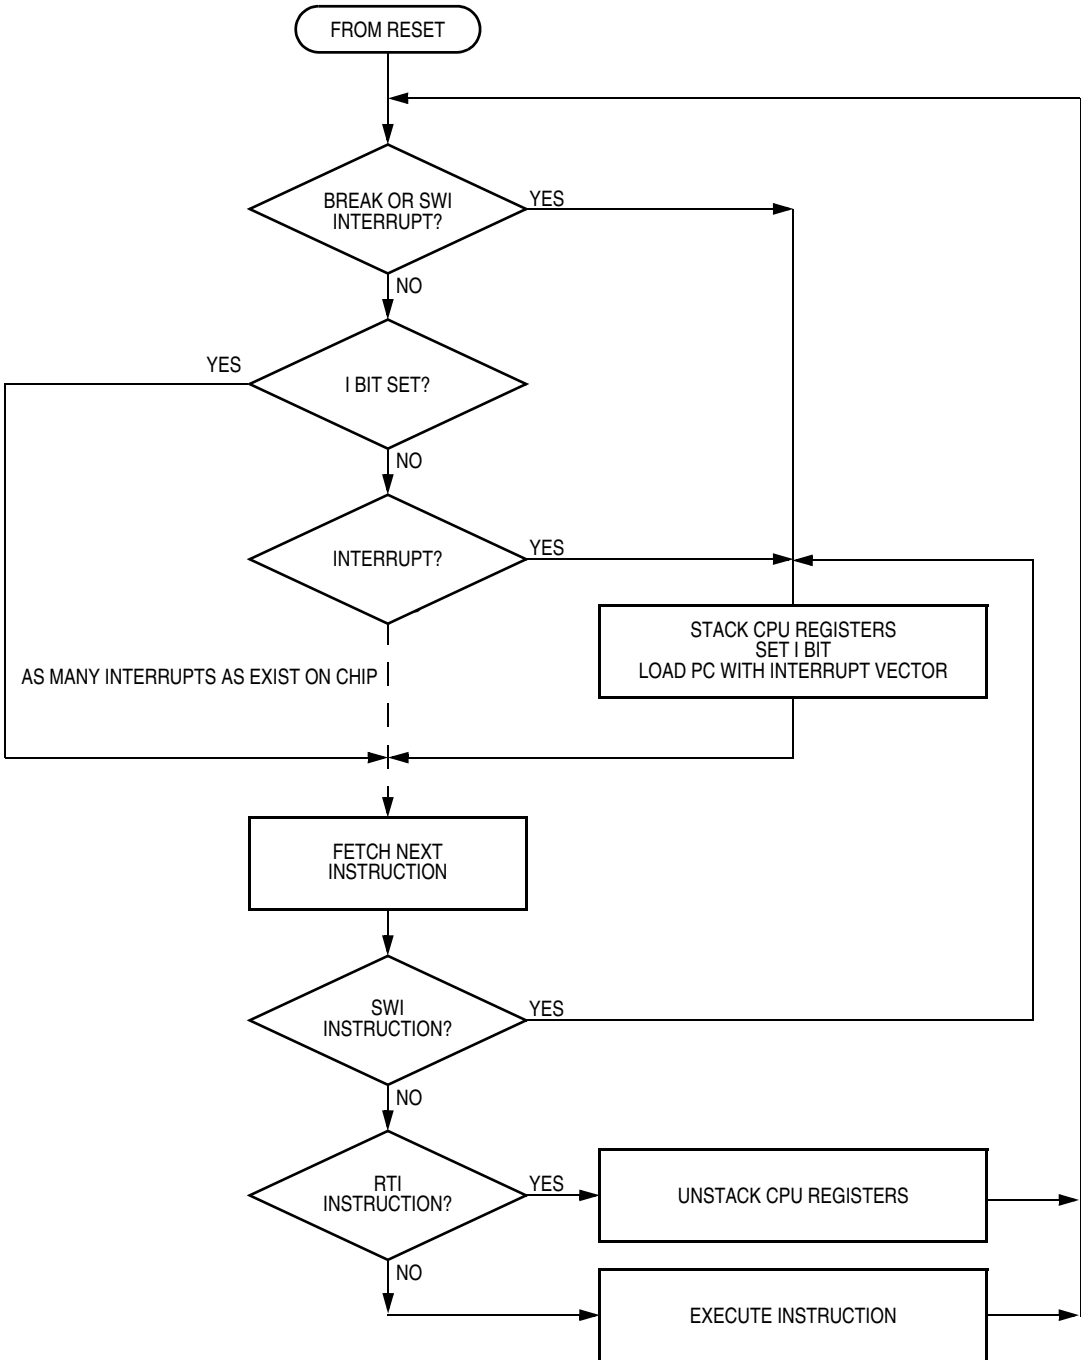 FROM RESET
BREAK OR SWI
INTERRUPT?
YES
NO
YES
I BIT SET?
NO
INTERRUPT?
YES
STACK CPU REGISTERS
SET I BIT
LOAD PC WITH INTERRUPT VECTOR
AS MANY INTERRUPTS AS EXIST ON CHIP
FETCH NEXT
INSTRUCTION
SWI
INSTRUCTION?
YES
NO
RTI
INSTRUCTION?
YES
UNSTACK CPU REGISTERS
NO
EXECUTE INSTRUCTION